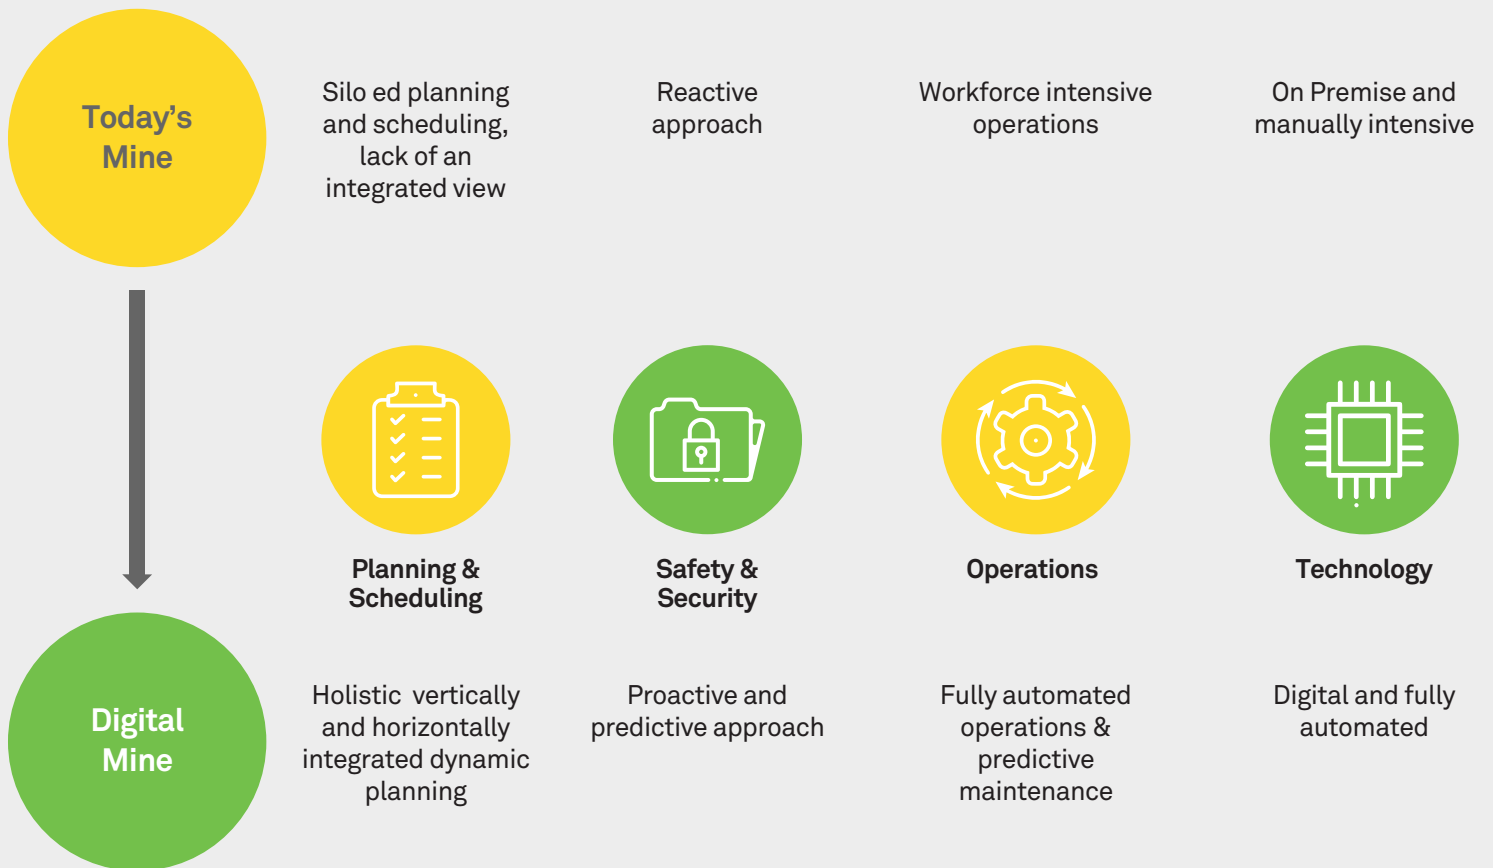 Today's
Mine
Silo ed planning
and scheduling,
lack of an
integrated view
Reactive
approach
Workforce intensive
operations
On Premise and
manually intensive
Planning &
Scheduling
Safety &
Security
Operations
Technology
Digital
Mine
Holistic  vertically
and horizontally
integrated dynamic
planning
Proactive and
predictive approach
Fully automated
operations &
predictive
maintenance
Digital and fully
automated